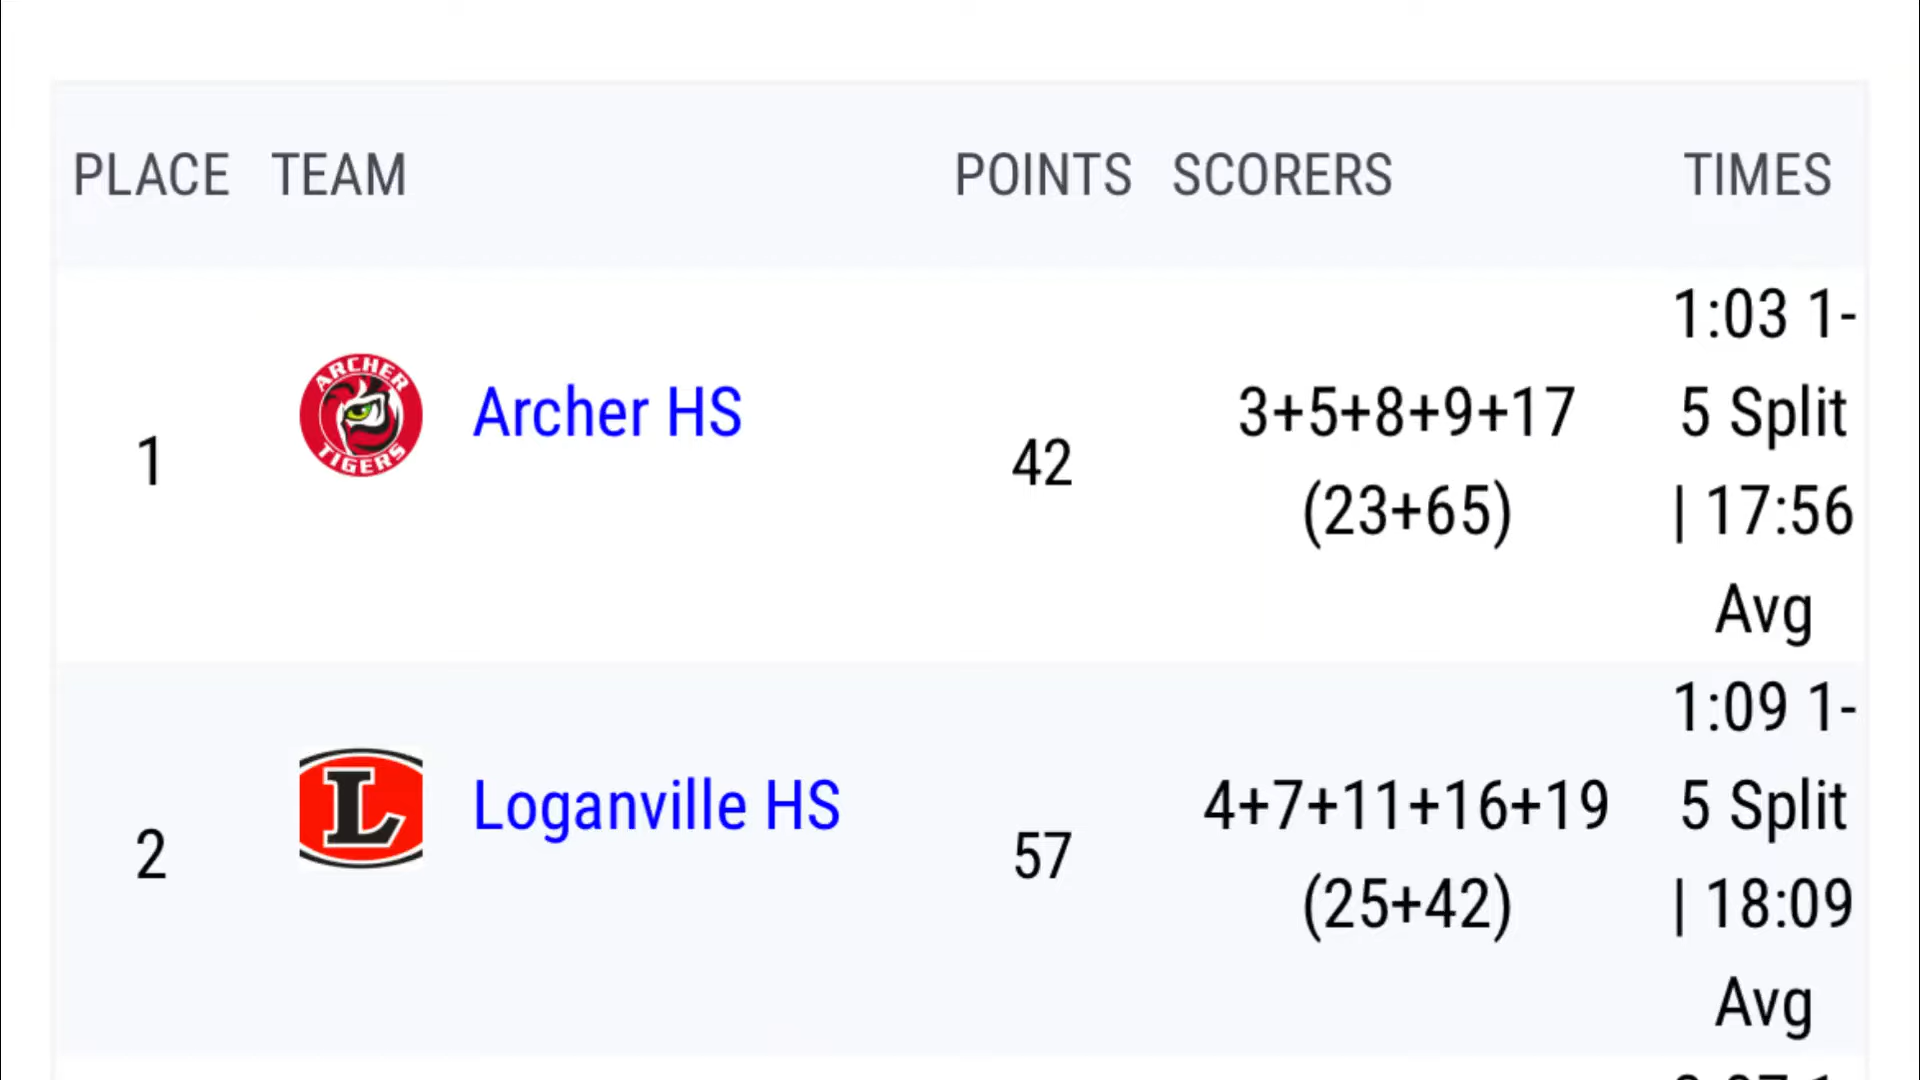 PLACE TEAM POINTS SCORERS TIMES
1:03 1-
ARCHER
TIGERS
Archer HS
3+5+8+9+17
5 Split
1
42
(23+65)
| 17:56
Avg
1:09 1-
L
Loganville HS
4+7+11+16+19
5 Split
2
57
(25+42)
| 18:09
Avg